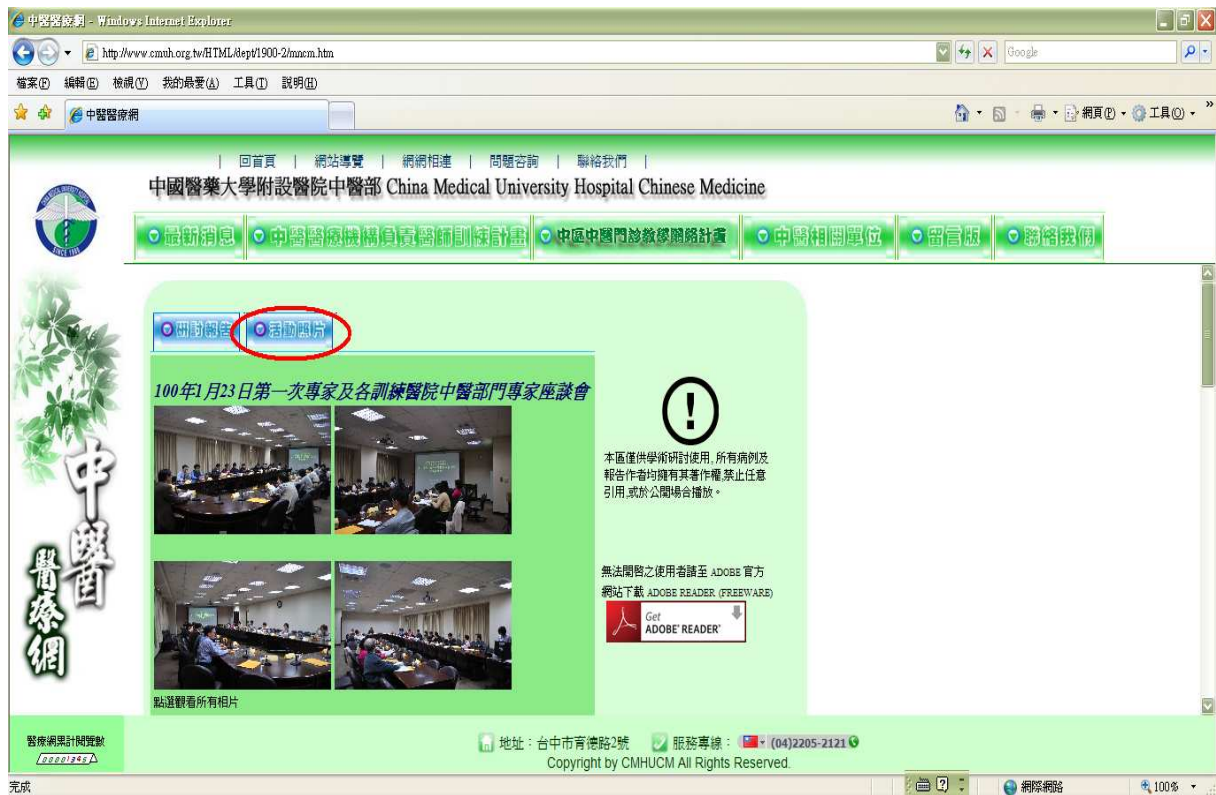 中醫醫療網 - Windows Internet Explorer
http://www.cmuh.org.tw/HTML/dept/1900-2/mncm.htm
Google
檔案(F) 編輯(E) 檢視(V) 我的最愛(A) 工具(T) 說明(H)
中醫醫療網
網頁(P) 工具(O)
| 回首頁 | 網站導覽 | 網網相連 | 問題咨詢 | 聯絡我們 |
中國醫藥大學附設醫院中醫部 China Medical University Hospital Chinese Medicine
最新消息 中醫醫療機構負責醫師訓練計畫 中區中醫門診教學網絡計畫 中醫相關單位 留言版 聯絡我們
研討報告 活動照片
100年1月23日第一次專家及各訓練醫院中醫部門專家座談會
本區僅供學術研討使用,所有病例及
報告作者均擁有其著作權,禁止任意
引用,或於公開場合播放。
無法開啓之使用者請至 ADOBE 官方
網站下載 ADOBE READER (FREEWARE)
Get
ADOBE READER
點選觀看所有相片
中醫
醫療網
醫療網累計閱覽數
00001345
地址:台中市育德路2號 服務專線: (04)2205-2121
Copyright by CMHUCM All Rights Reserved.
完成
網際網路
100%